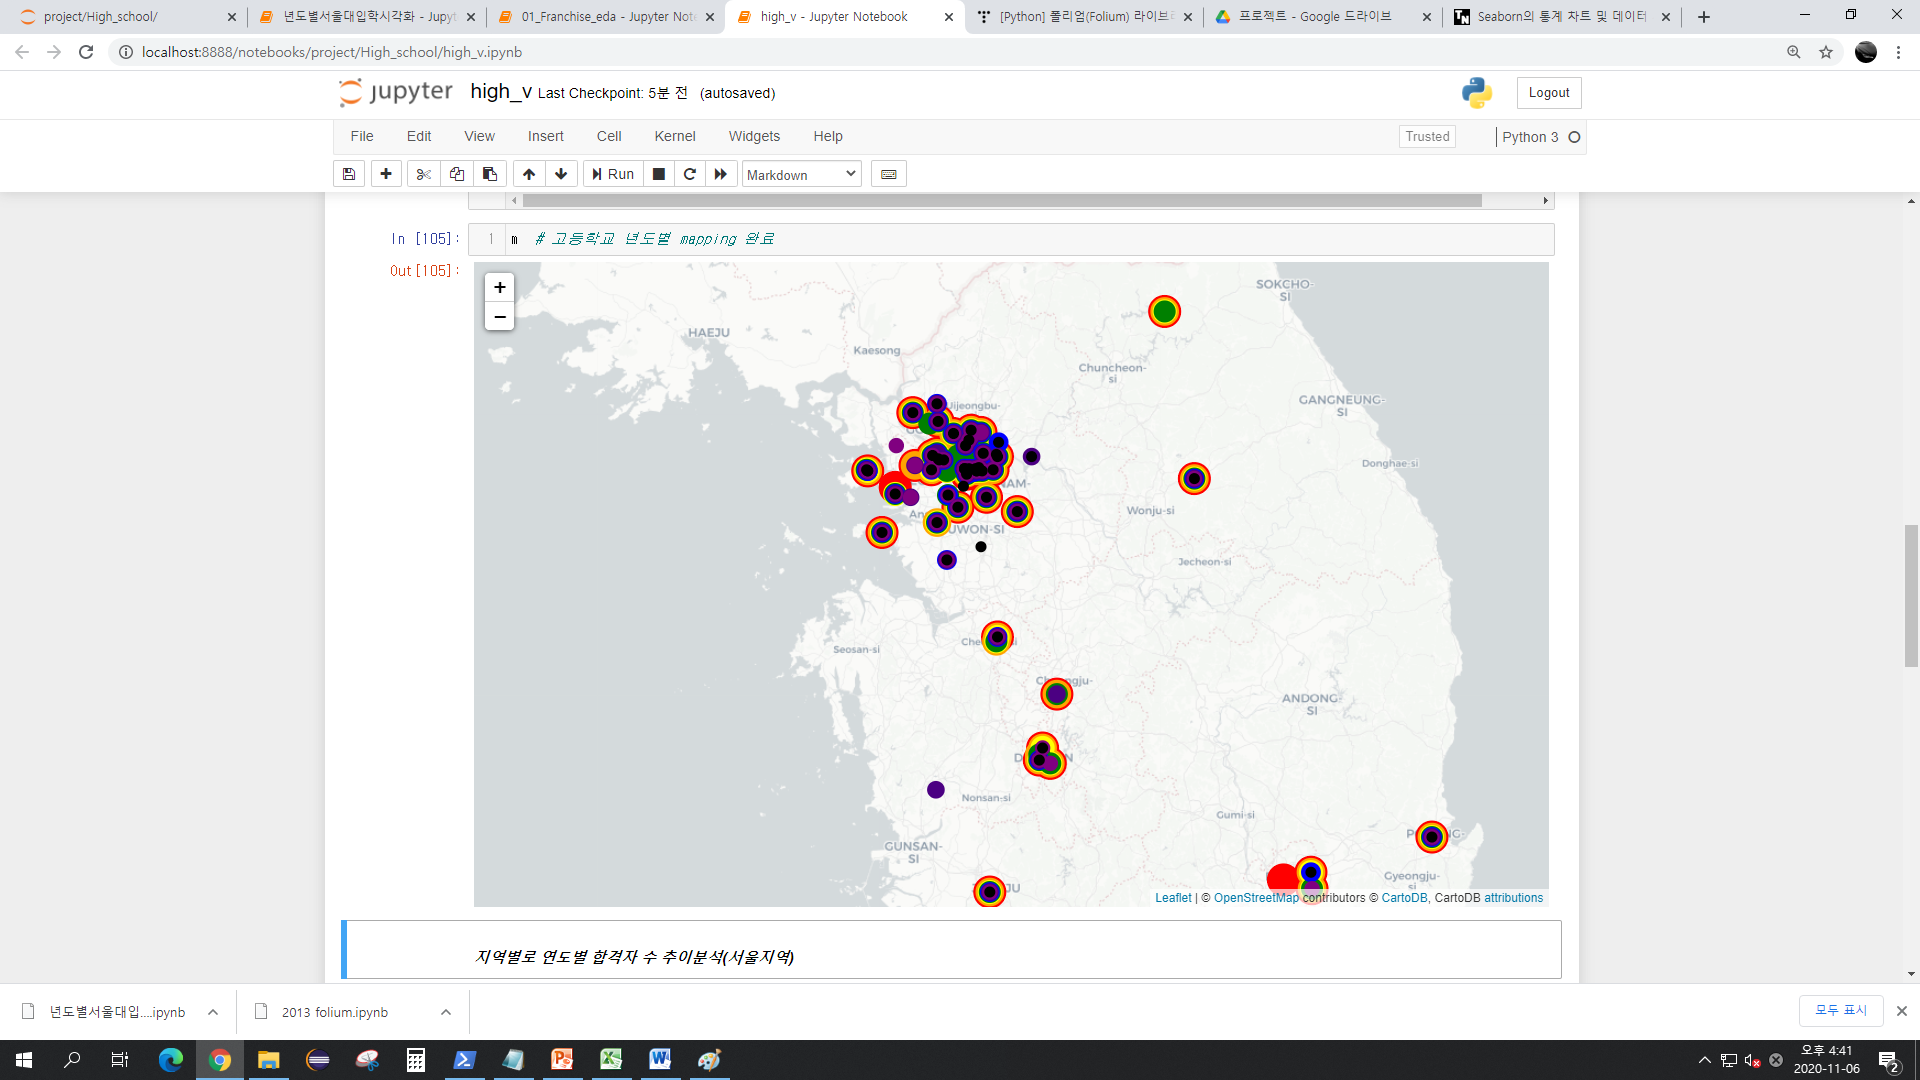 project/High_school/
년도별서울대입학시각화 - Jupyt
01_Franchise_eda - Jupyter Not
high_v - Jupyter Notebook
[Python] 폴리엄(Folium) 라이브
프로젝트 - Google 드라이브
Seaborn의 통계 차트 및 데이터
localhost:8888/notebooks/project/High_school/high_v.ipynb
jupyter high_v Last Checkpoint: 5분 전 (autosaved)
Logout
File Edit View Insert Cell Kernel Widgets Help
Trusted Python 3
Run Markdown
In [105]: 1 m # 고등학교 년도별 mapping 완료
Out[105]:
+
−
SOKCHO-
SI
HAEJU
Kaesong
Chuncheon-
si
GANGNEUNG-
SI
Donghae-si
Wonju-si
Jecheon-si
Seosan-si
ANDONG-
SI
Nonsan-si
Gumi-si
GUNSAN-
SI
Gyeongju-
si
Leaflet | © OpenStreetMap contributors © CartoDB, CartoDB attributions
지역별로 연도별 합격자 수 추이분석(서울지역)
년도별서울대입....ipynb
2013 folium.ipynb
모두 표시
오후 4:41
2020-11-06
2